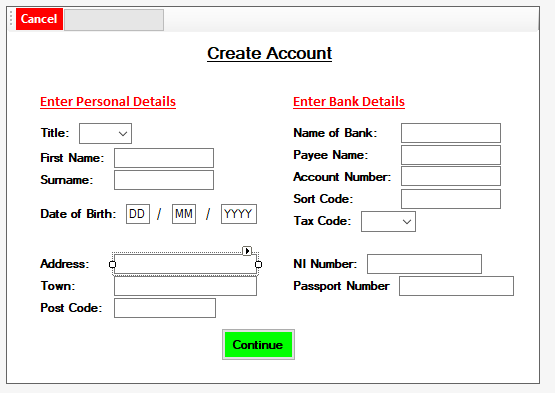 Cancel
Create Account
Enter Personal Details
Title:
First Name:
Surname:
Date of Birth: DD / MM / YYYY
Address:
Town:
Post Code:
Enter Bank Details
Name of Bank:
Payee Name:
Account Number:
Sort Code:
Tax Code:
NI Number:
Passport Number
Continue